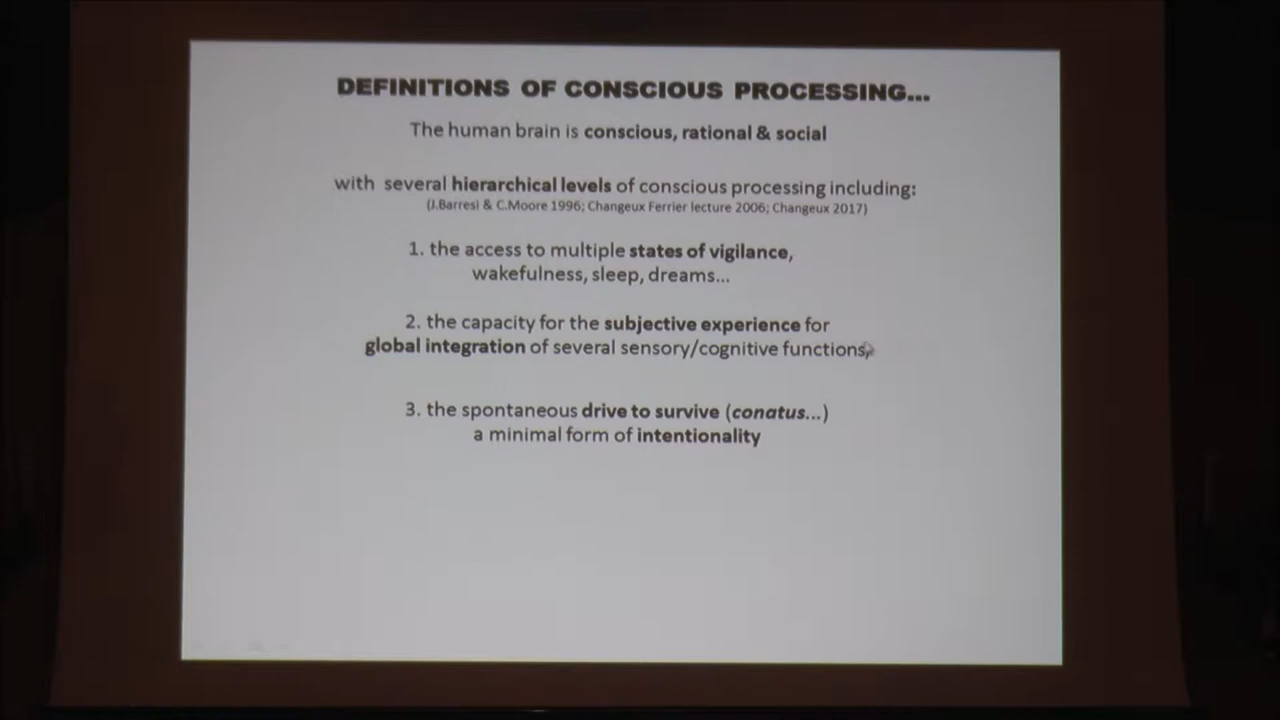 DEFINITIONS OF CONSCIOUS PROCESSING...
The human brain is conscious, rational & social
with several hierarchical levels of conscious processing including:
(J.Barresi & C.Moore 1996; Changeux Ferrier lecture 2006; Changeux 2017)
1. the access to multiple states of vigilance,
wakefulness, sleep, dreams...
2. the capacity for the subjective experience for
global integration of several sensory/cognitive functions,
3. the spontaneous drive to survive (conatus...)
a minimal form of intentionality